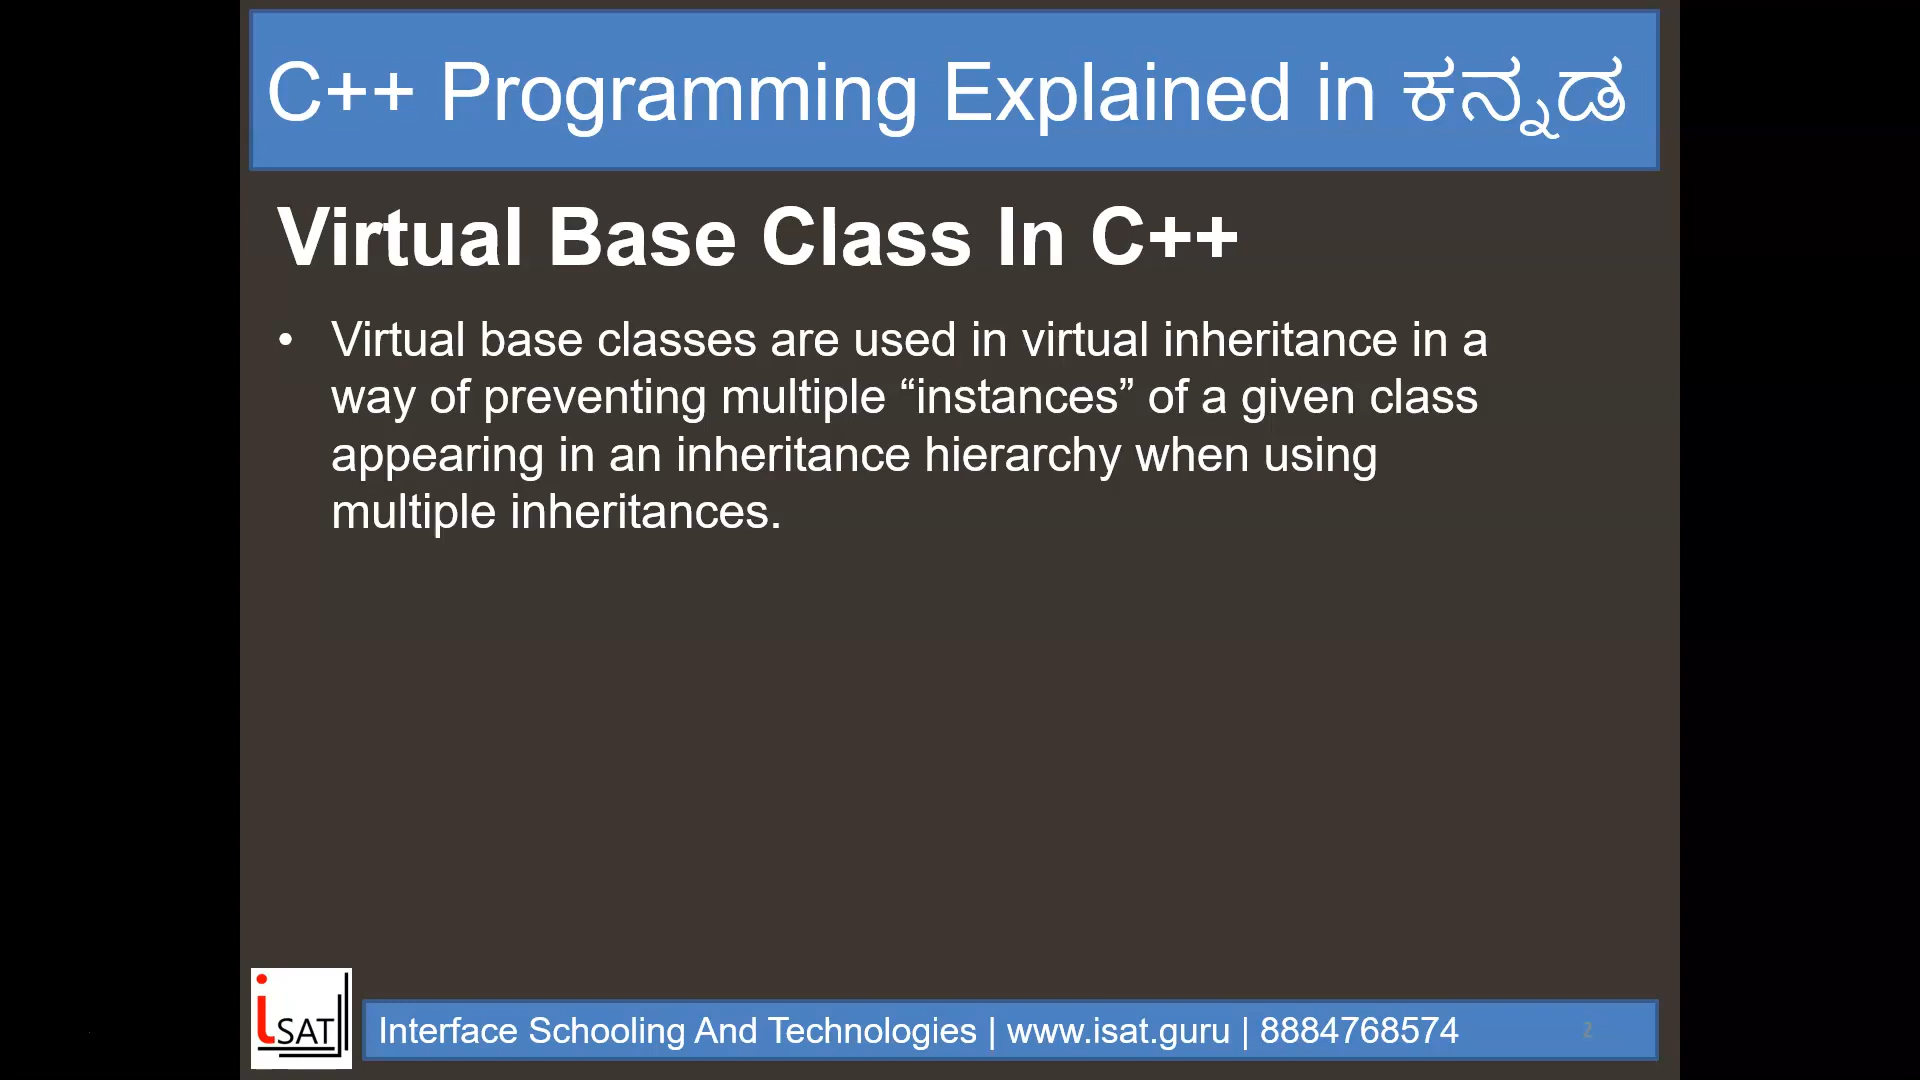 C++ Programming Explained in ಕನ್ನಡ
Virtual Base Class In C++
• Virtual base classes are used in virtual inheritance in a
way of preventing multiple “instances” of a given class
appearing in an inheritance hierarchy when using
multiple inheritances.
iSAT
Interface Schooling And Technologies | www.isat.guru | 8884768574
2